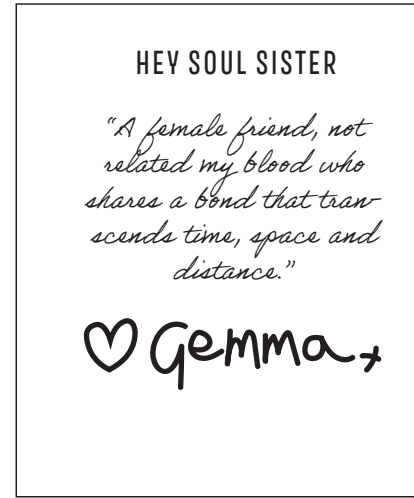 HEY SOUL SISTER
“A female friend, not
related my blood who
shares a bond that tran-
scends time, space and
distance.”
Gemma x